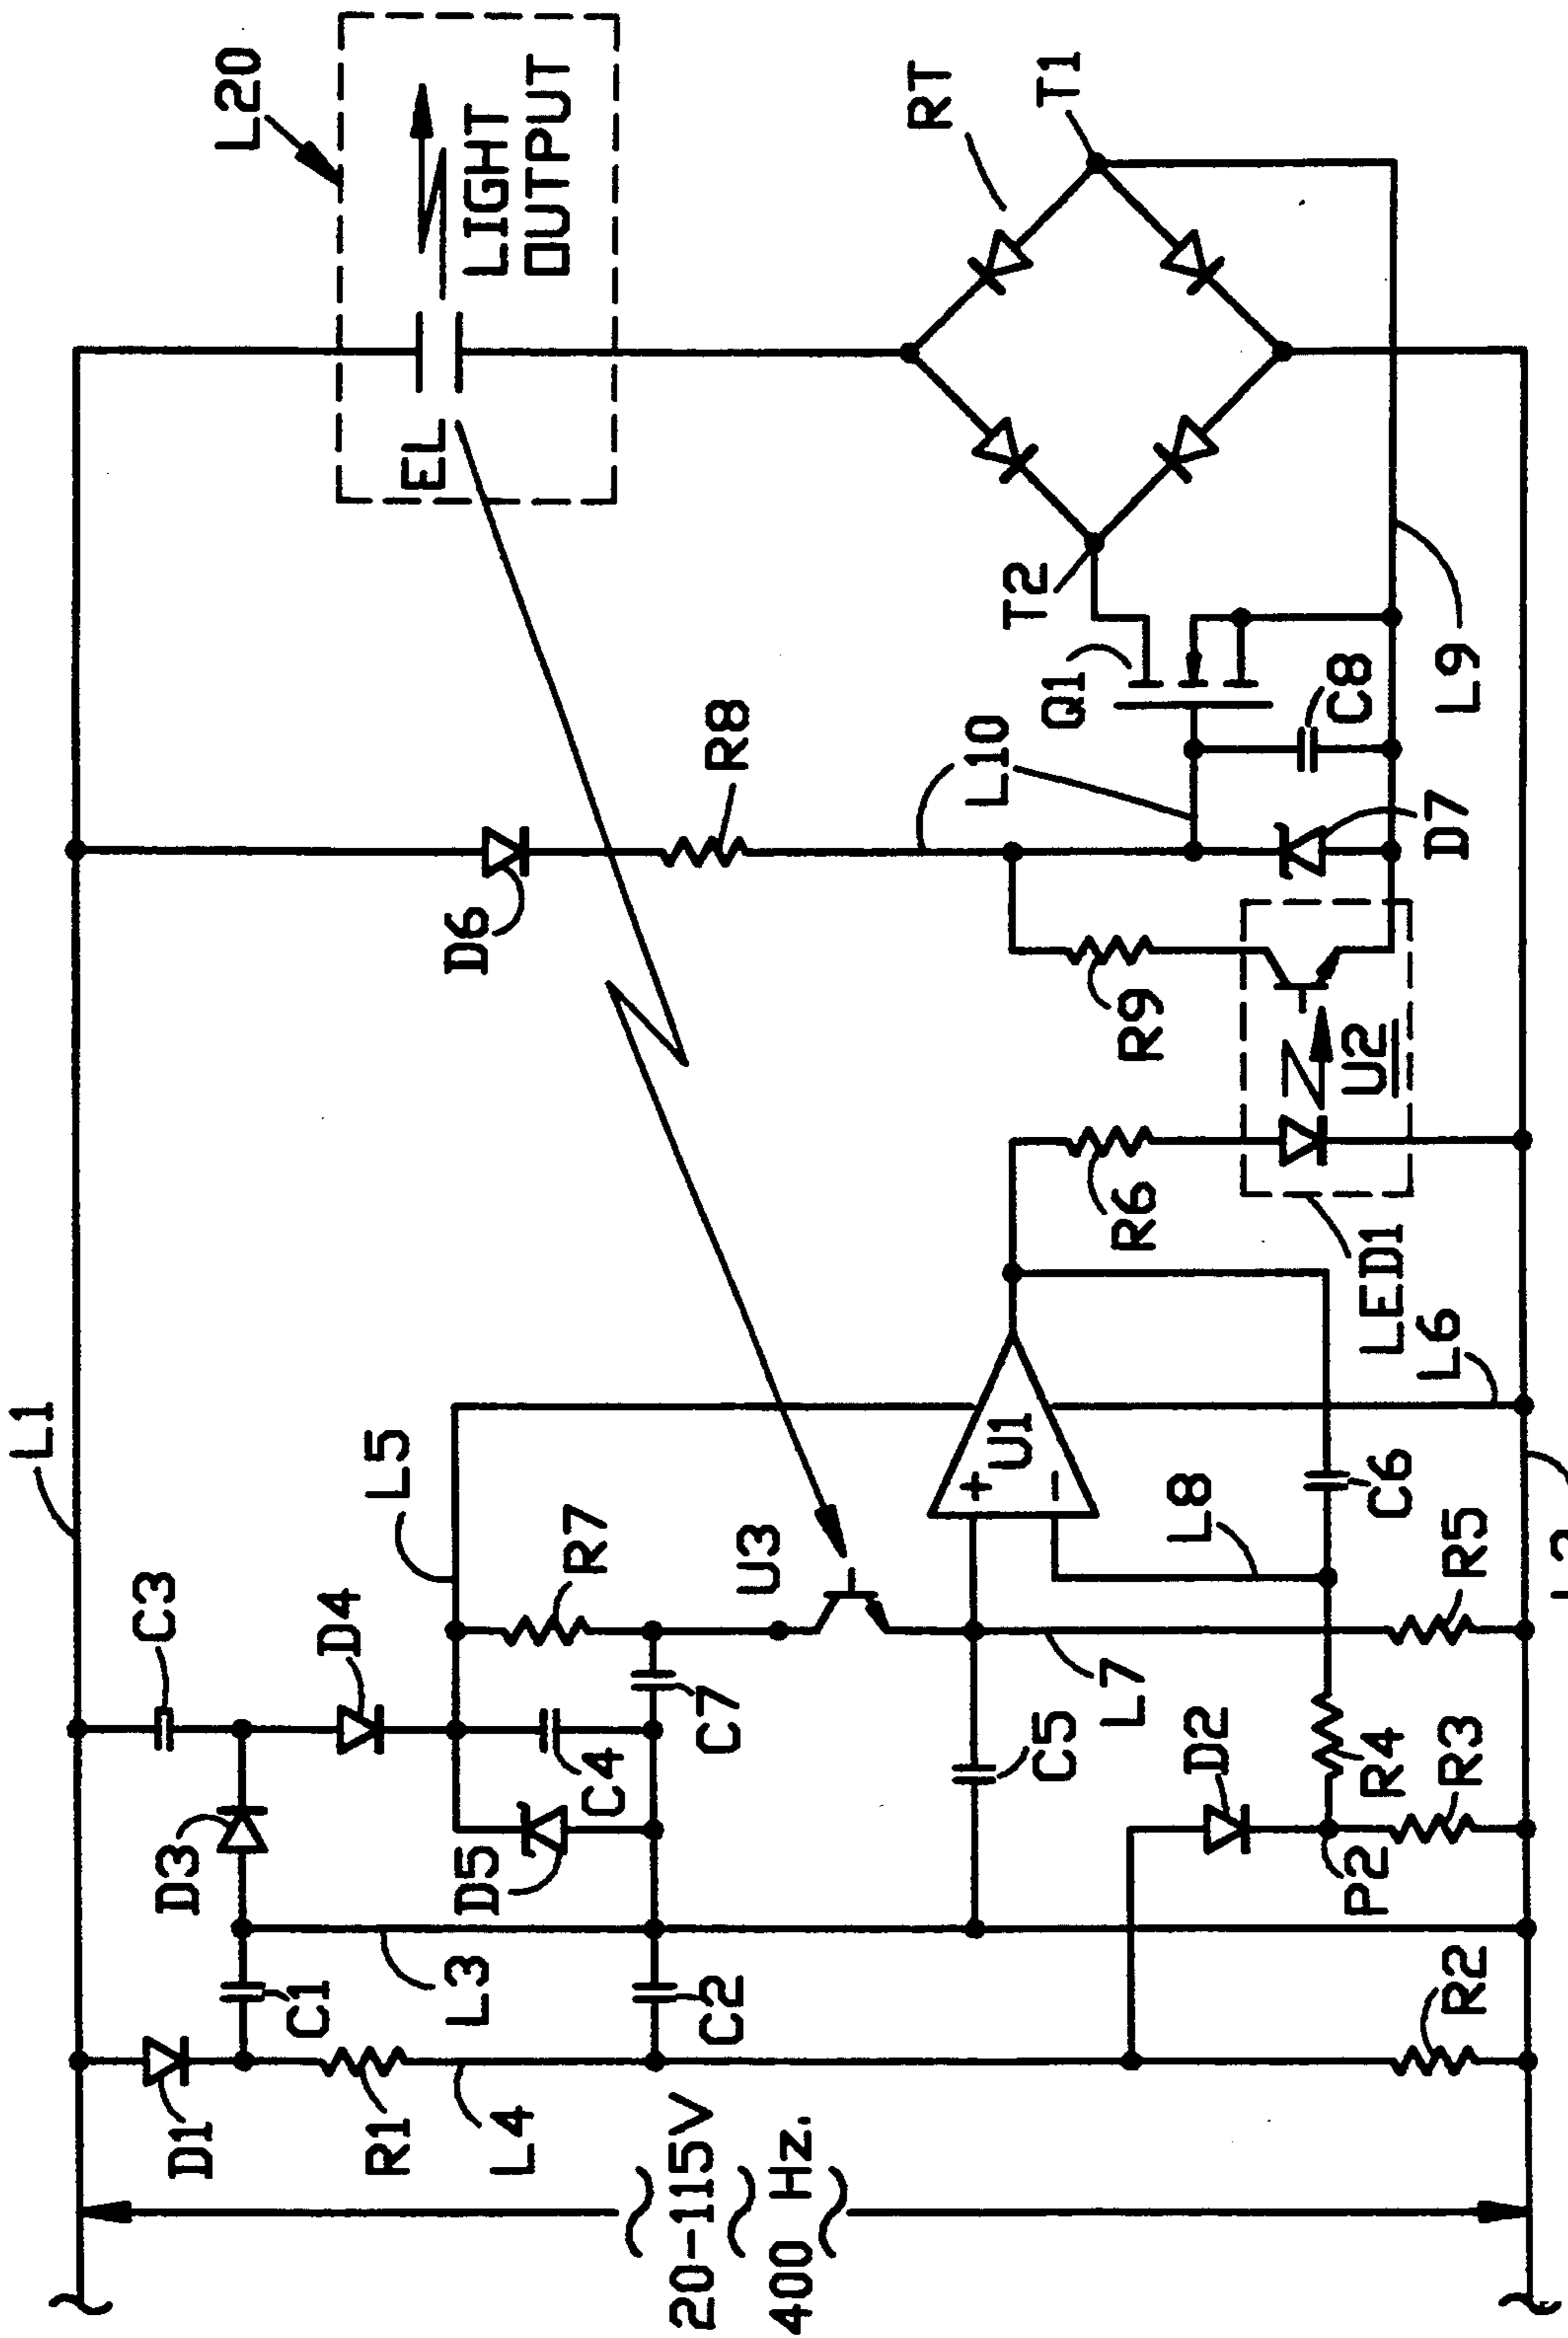 L1
L20
LIGHT
OUTPUT
EL
C3
D4
D3
D1
C1
R1
L4
L3
D5
C4
C2
C7
L5
R7
U3
D6
R8
L10
RT
T1
T2
Q1
C8
L9
D7
R9
U2
R6
LED1
U1
+
−
L8
L6
C6
L7
C5
D2
R5
R4
R3
P2
R2
20-115V
400 Hz.